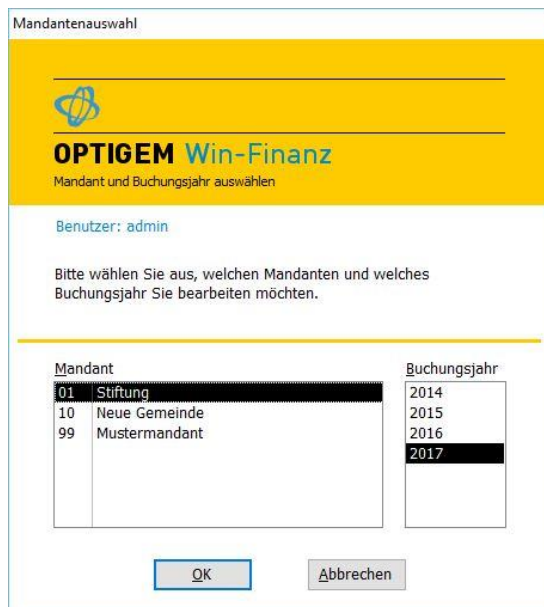 Mandantenauswahl
OPTIGEM Win-Finanz
Mandant und Buchungsjahr auswählen
Benutzer: admin
Bitte wählen Sie aus, welchen Mandanten und welches
Buchungsjahr Sie bearbeiten möchten.
Mandant Buchungsjahr
01 Stiftung 2014
10 Neue Gemeinde 2015
99 Mustermandant 2016
2017
OK Abbrechen